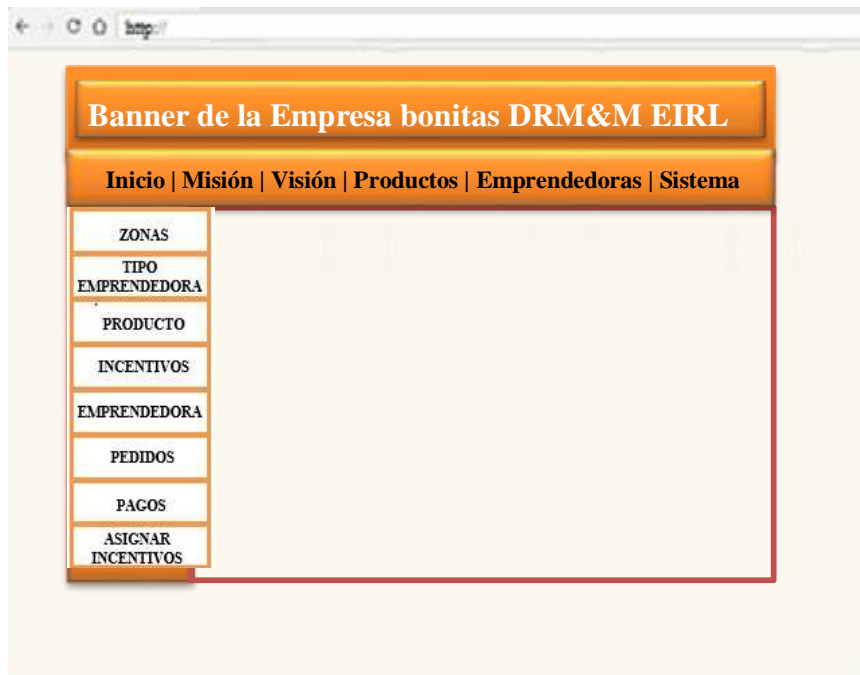 http://
Banner de la Empresa bonitas DRM&M EIRL
Inicio | Misión | Visión | Productos | Emprendedoras | Sistema
ZONAS
TIPO
EMPRENDEDORA
PRODUCTO
INCENTIVOS
EMPRENDEDORA
PEDIDOS
PAGOS
ASIGNAR
INCENTIVOS